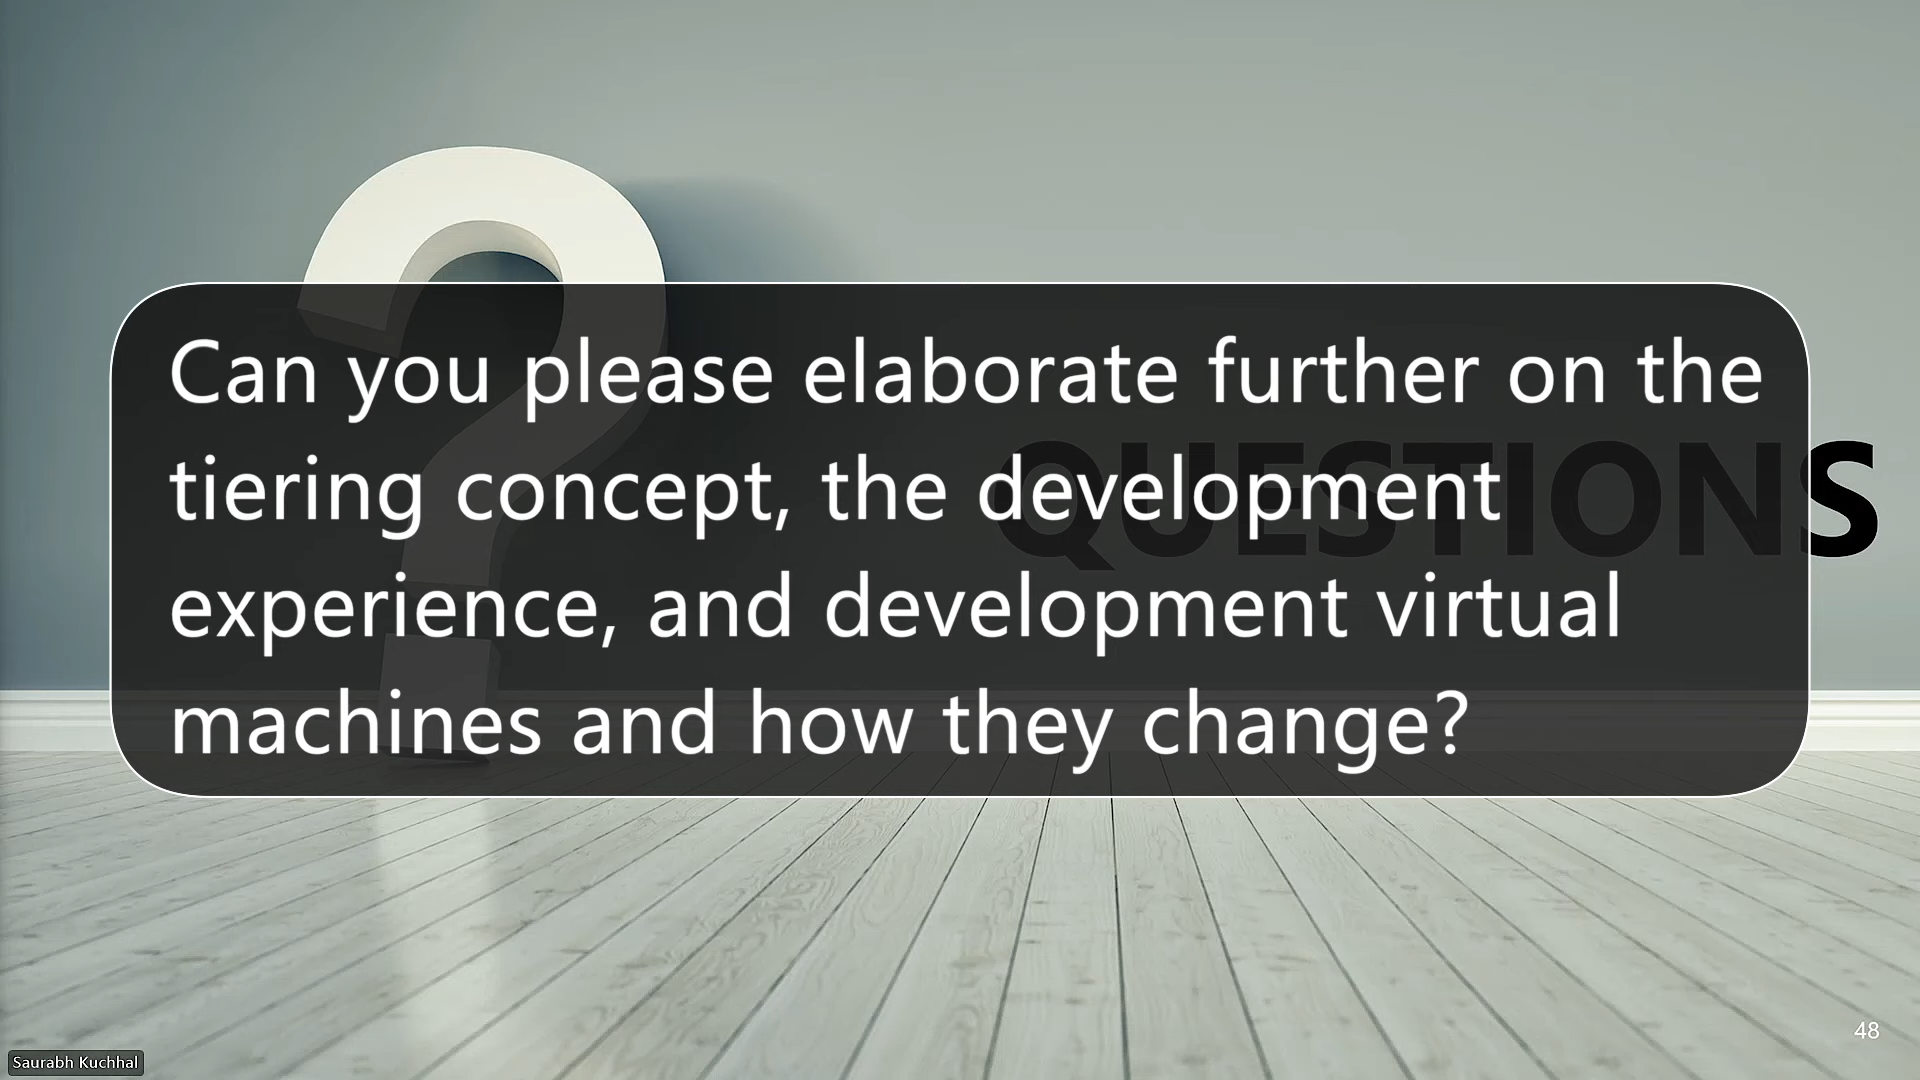 Can you please elaborate further on the
tiering concept, the development
experience, and development virtual
machines and how they change?
QUESTIONS
48
Saurabh Kuchhal